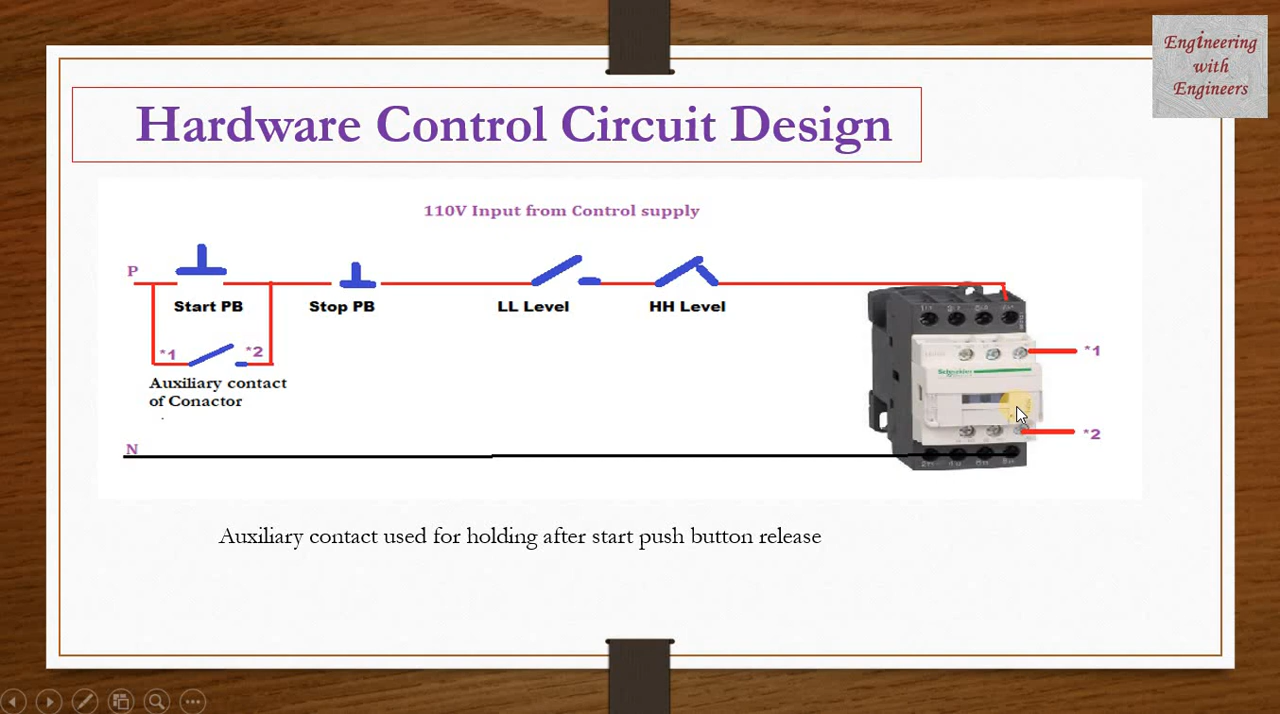 Engineering
with
Engineers
Hardware Control Circuit Design
110V Input from Control supply
P
Start PB
Stop PB
LL Level
HH Level
*1
*2
Auxiliary contact
of Conactor
Schneider
*1
*2
N
Auxiliary contact used for holding after start push button release